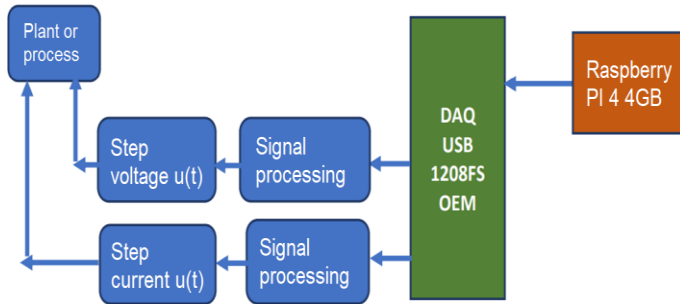 Plant or
process
Raspberry
PI 4 4GB
DAQ
USB
1208FS
OEM
Step
voltage u(t)
Signal
processing
Step
current u(t)
Signal
processing